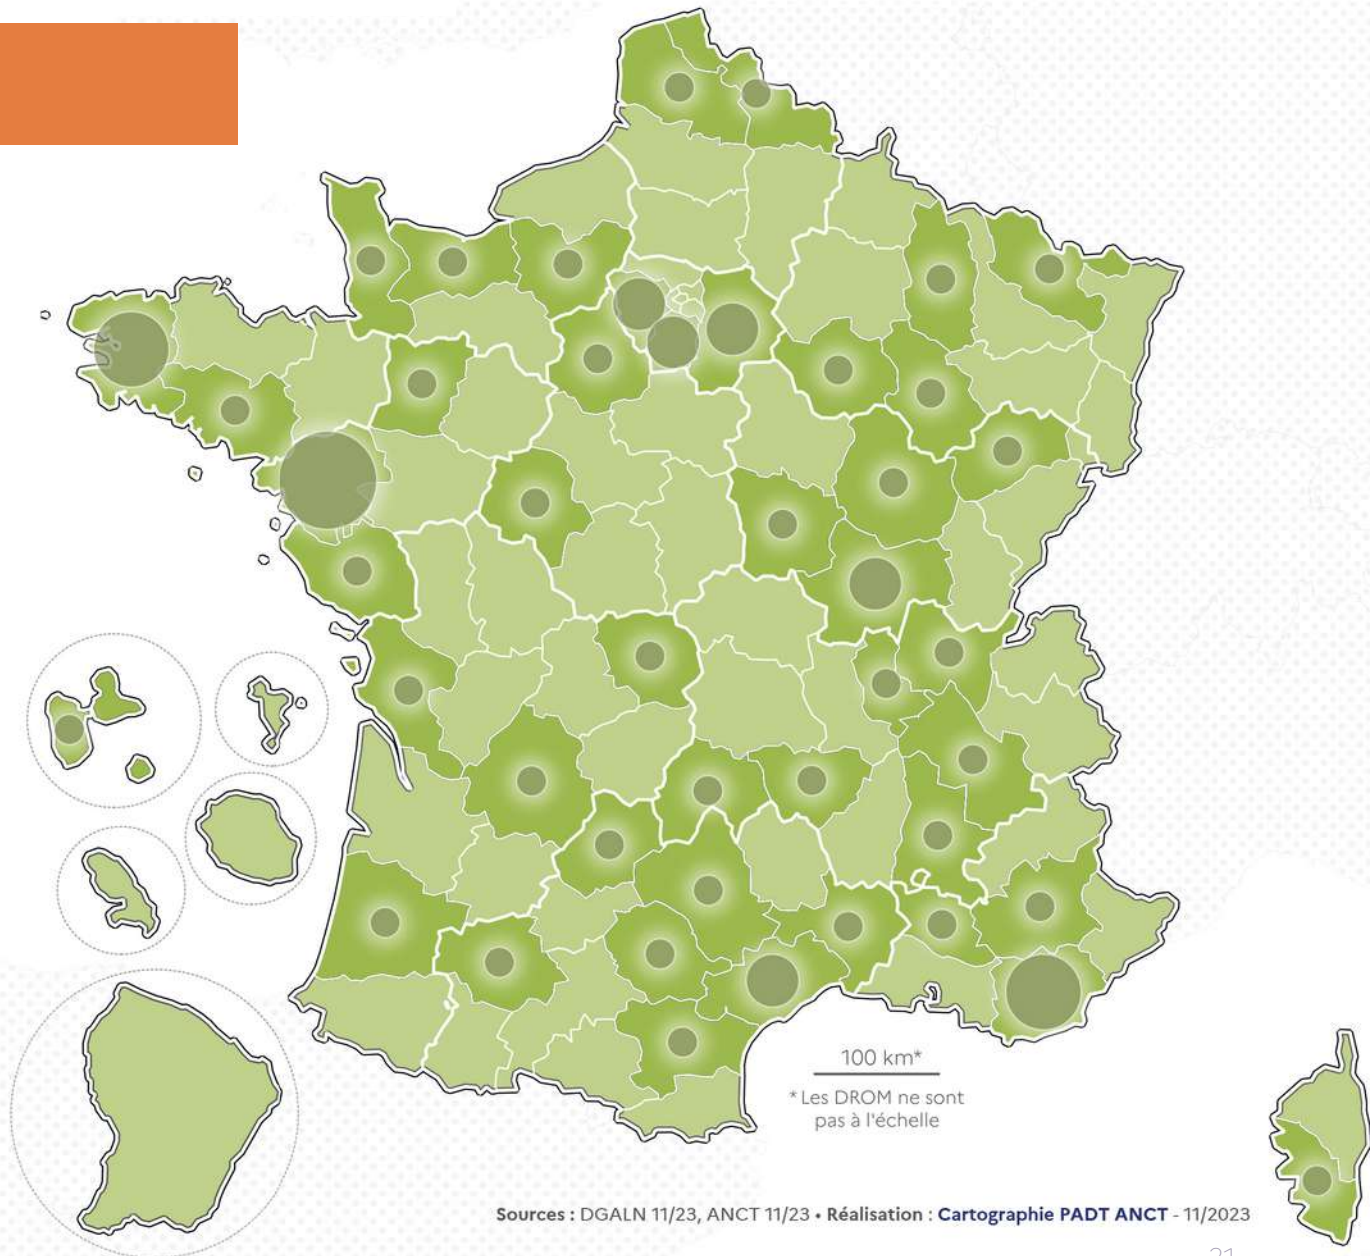 100 km*
* Les DROM ne sont
pas à l'échelle
Sources : DGALN 11/23, ANCT 11/23 • Réalisation : Cartographie PADT ANCT - 11/2023
21